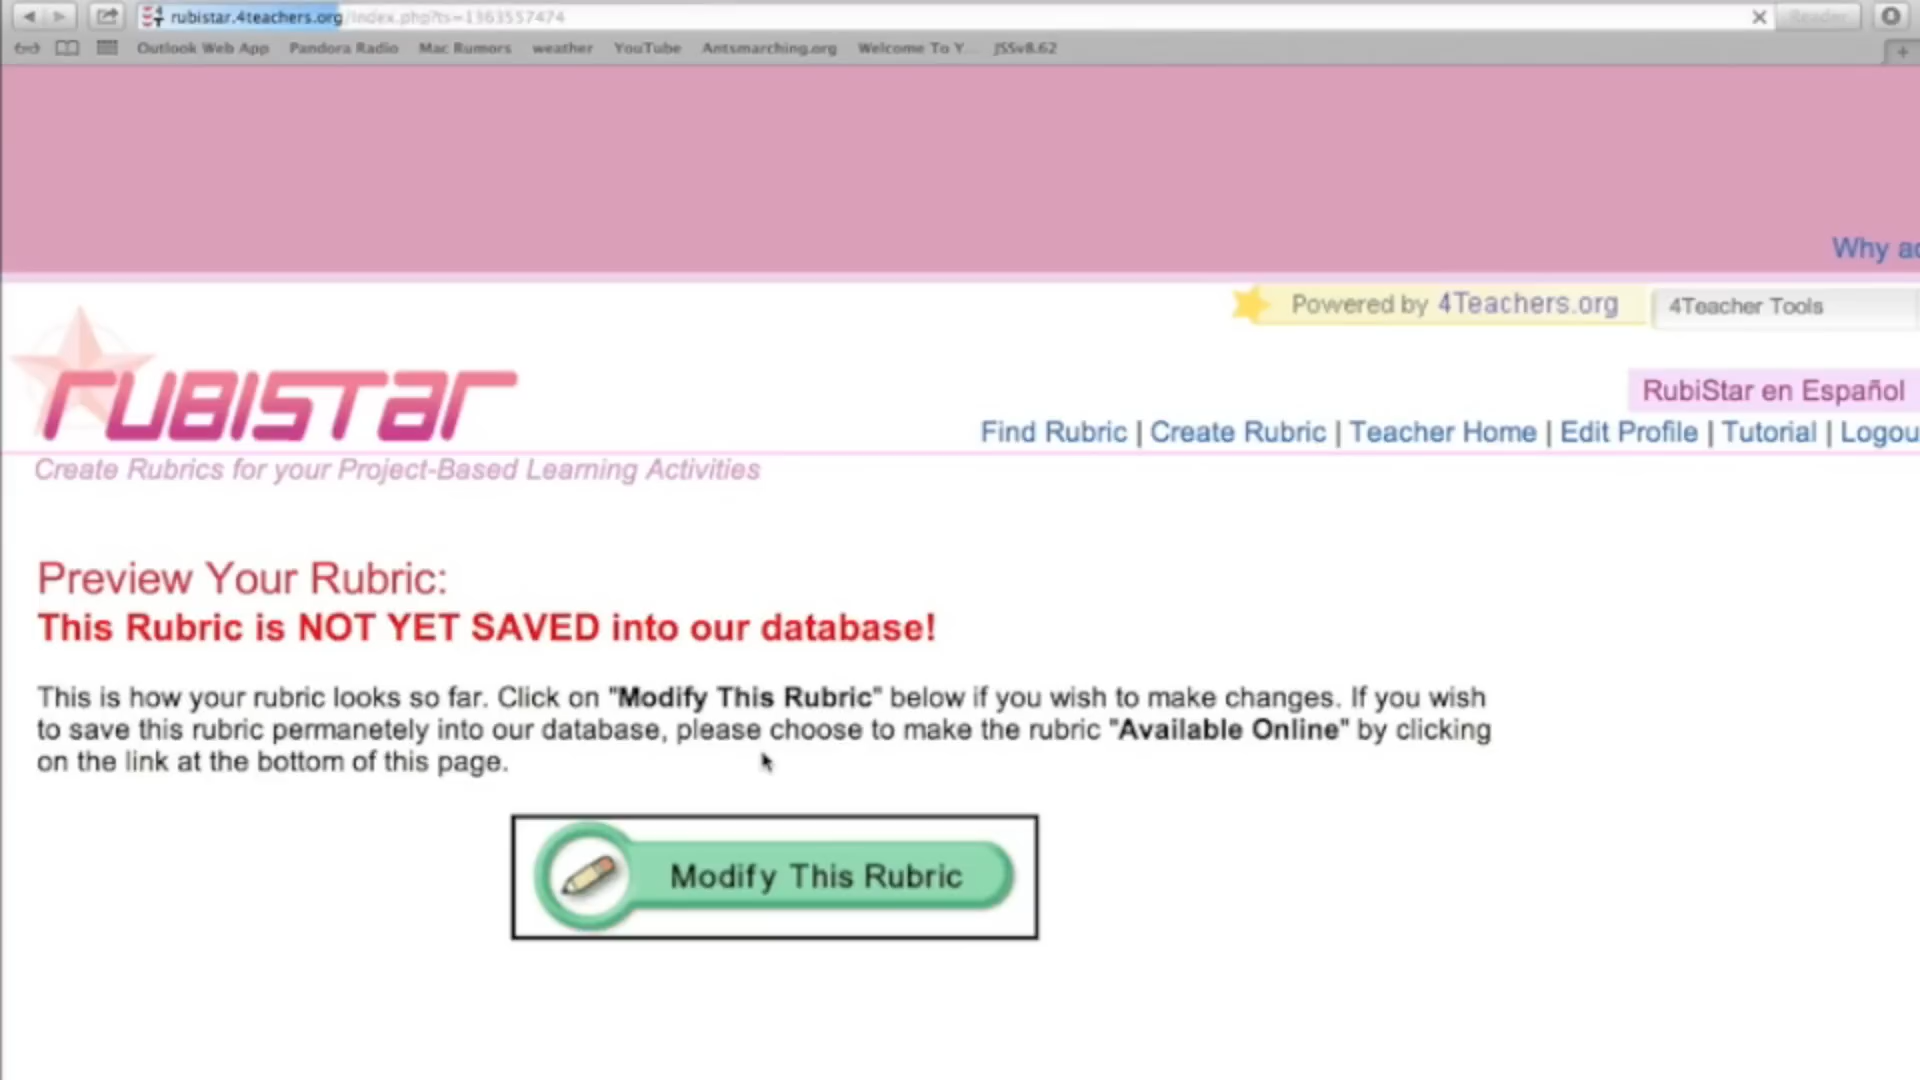 rubistar.4teachers.org/index.php?ts=1363557474
Reader
Outlook Web App Pandora Radio Mac Rumors weather YouTube Antsmarching.org Welcome To Y... JSSv8.62
Why
Powered by 4Teachers.org
4Teacher Tools
rubistar
RubiStar en Español
Find Rubric | Create Rubric | Teacher Home | Edit Profile | Tutorial | Logou
Create Rubrics for your Project-Based Learning Activities
Preview Your Rubric:
This Rubric is NOT YET SAVED into our database!
This is how your rubric looks so far. Click on "Modify This Rubric" below if you wish to make changes. If you wish
to save this rubric permanetely into our database, please choose to make the rubric "Available Online" by clicking
on the link at the bottom of this page.
Modify This Rubric